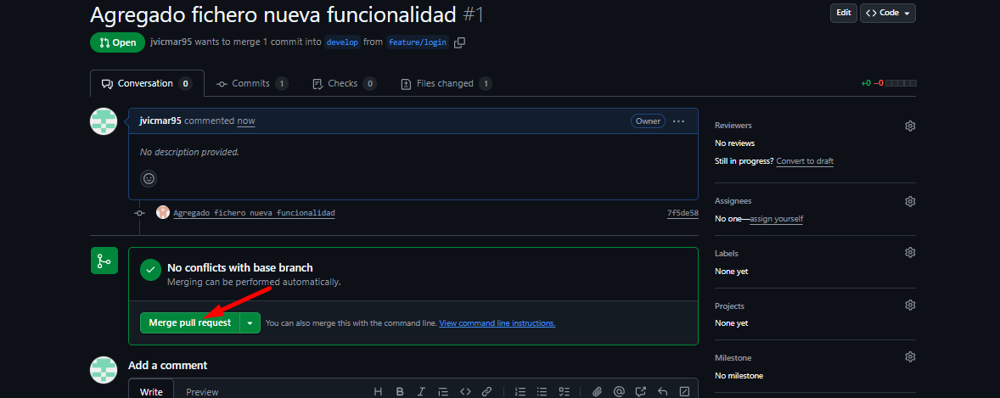 Agregado fichero nueva funcionalidad #1
Edit
<> Code
Open
jvicmar95 wants to merge 1 commit into develop from feature/login
Conversation 0
Commits 1
Checks 0
Files changed 1
+0 −0
jvicmar95 commented now
Owner
No description provided.
Agregado fichero nueva funcionalidad
7f5de58
No conflicts with base branch
Merging can be performed automatically.
Merge pull request
You can also merge this with the command line. View command line instructions.
Add a comment
Write
Preview
Reviewers
No reviews
Still in progress? Convert to draft
Assignees
No one—assign yourself
Labels
None yet
Projects
None yet
Milestone
No milestone